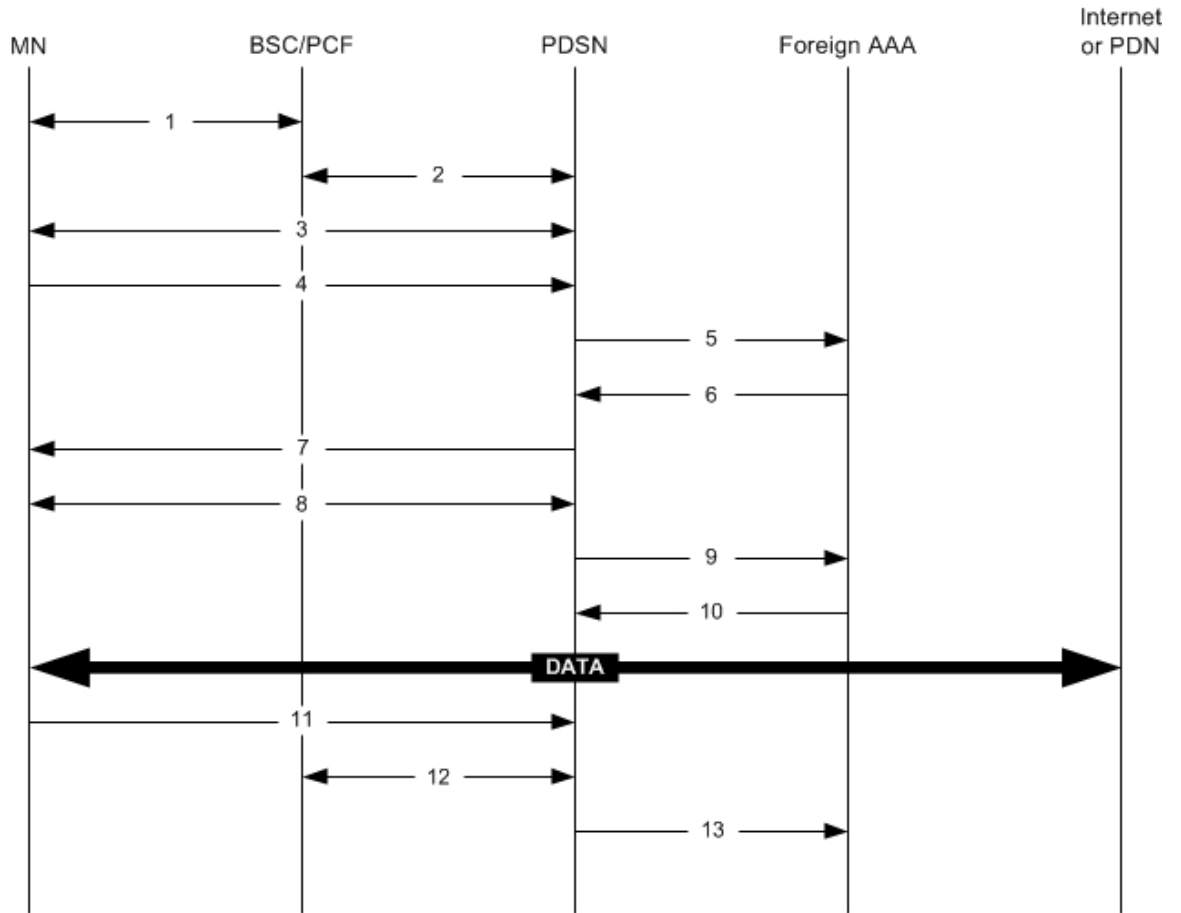 Internet
or PDN
MN
BSC/PCF
PDSN
Foreign AAA
1
2
3
4
5
6
7
8
9
10
DATA
11
12
13